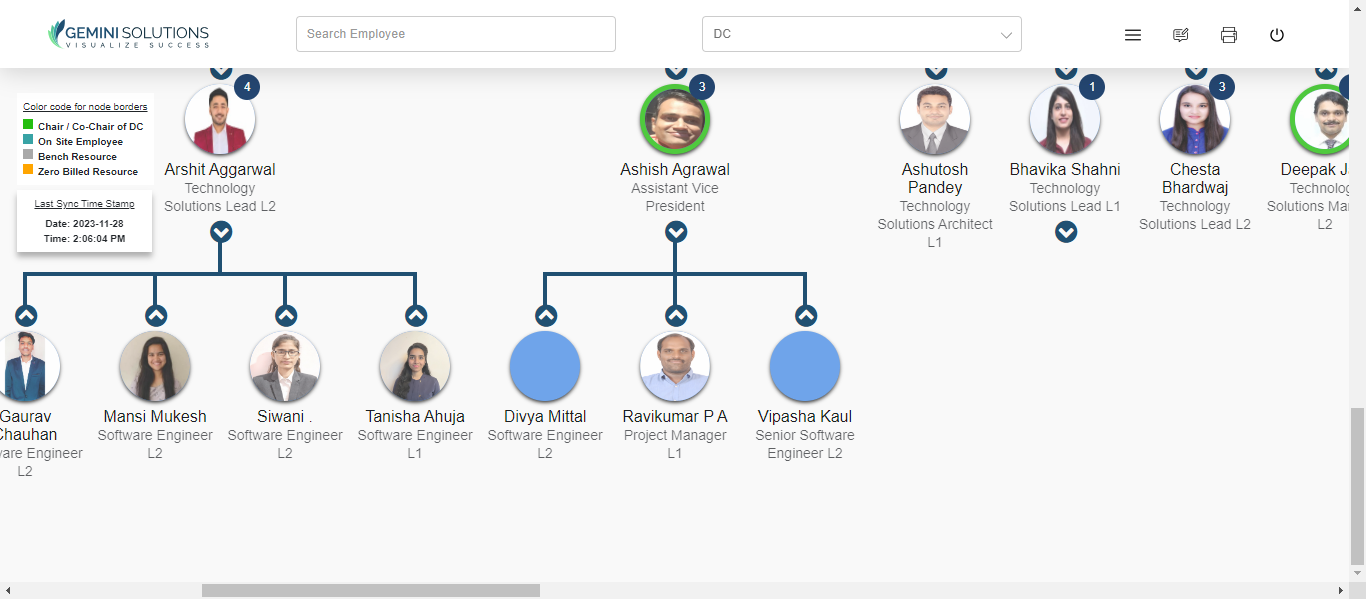 GEMINI SOLUTIONS
VISUALIZE SUCCESS
Search Employee
DC
Color code for node borders
Chair / Co-Chair of DC
On Site Employee
Bench Resource
Zero Billed Resource
Last Sync Time Stamp
Date: 2023-11-28
Time: 2:06:04 PM
4
Arshit Aggarwal
Technology
Solutions Lead L2
3
Ashish Agrawal
Assistant Vice
President
Ashutosh
Pandey
Technology
Solutions Architect
L1
1
Bhavika Shahni
Technology
Solutions Lead L1
3
Chesta
Bhardwaj
Technology
Solutions Lead L2
Deepak J
Technolog
Solutions Ma
L2
Gaurav
Chauhan
ware Engineer
L2
Mansi Mukesh
Software Engineer
L2
Siwani .
Software Engineer
L2
Tanisha Ahuja
Software Engineer
L1
Divya Mittal
Software Engineer
L2
Ravikumar P A
Project Manager
L1
Vipasha Kaul
Senior Software
Engineer L2